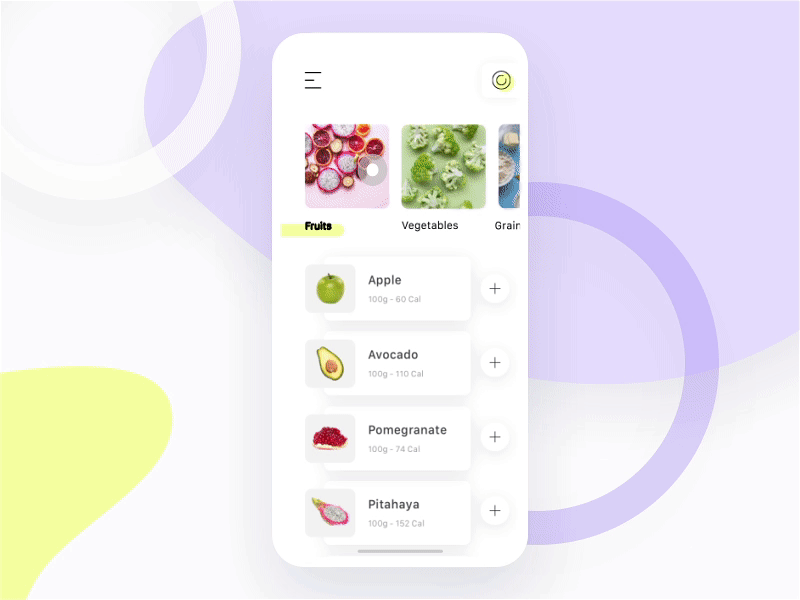 Fruits
Vegetables
Grain
Apple
100g - 60 Cal
Avocado
100g - 110 Cal
Pomegranate
100g - 74 Cal
Pitahaya
100g - 152 Cal